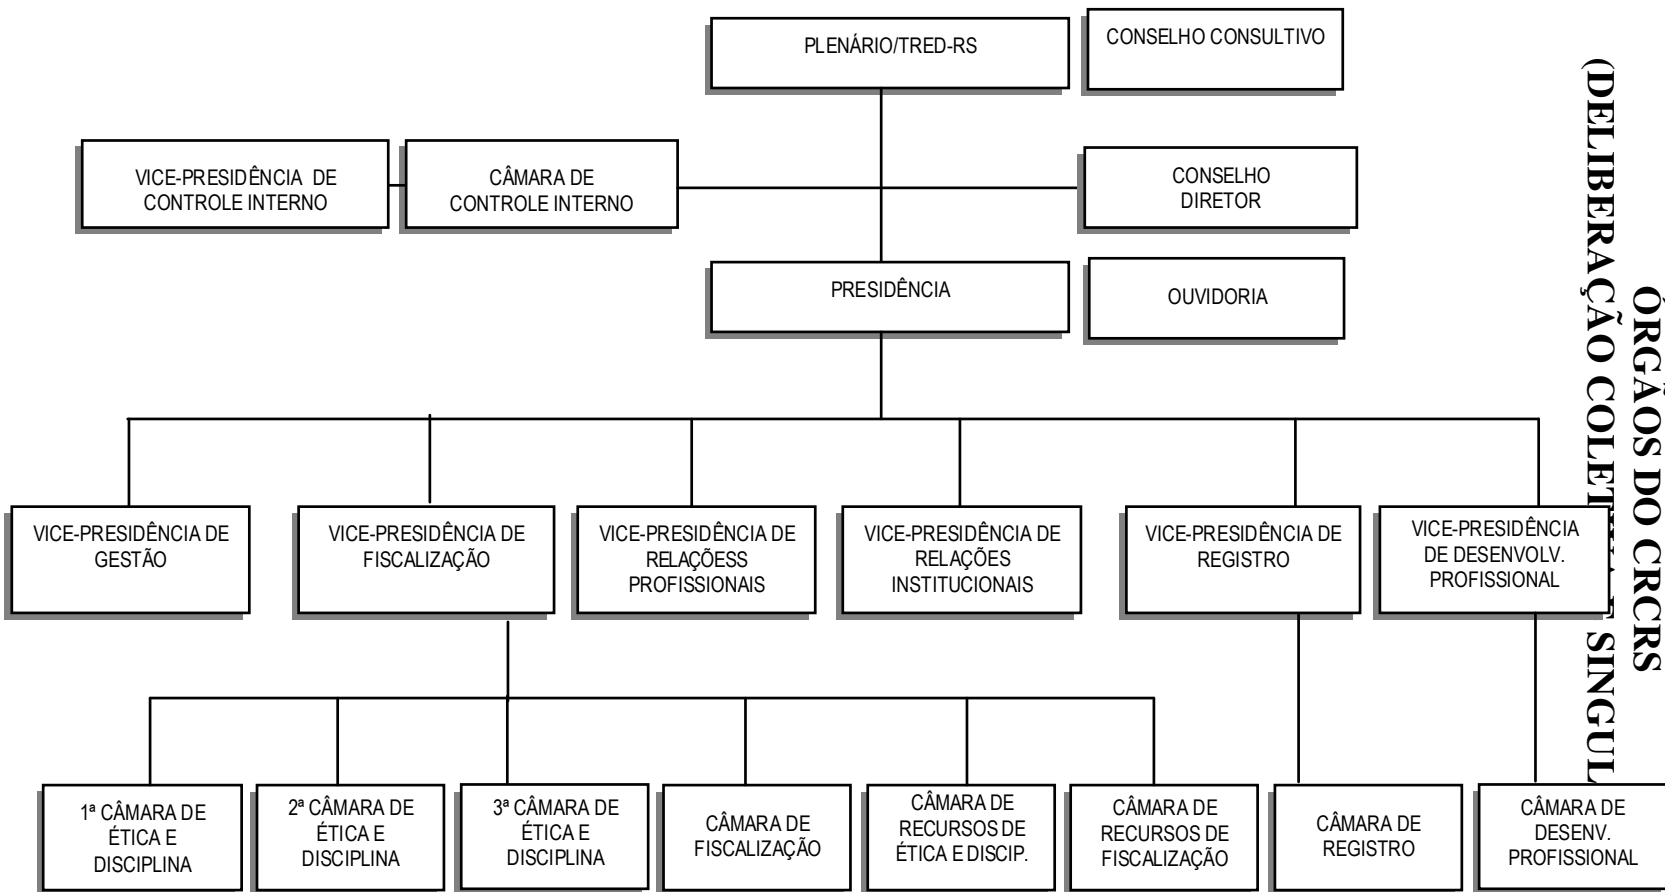 PLENÁRIO/TRED-RS
CONSELHO CONSULTIVO
VICE-PRESIDÊNCIA DE
CONTROLE INTERNO
CÂMARA DE
CONTROLE INTERNO
CONSELHO
DIRETOR
PRESIDÊNCIA
OUVIDORIA
VICE-PRESIDÊNCIA DE
GESTÃO
VICE-PRESIDÊNCIA DE
FISCALIZAÇÃO
VICE-PRESIDÊNCIA DE
RELAÇÕESS
PROFISSIONAIS
VICE-PRESIDÊNCIA DE
RELAÇÕES
INSTITUCIONAIS
VICE-PRESIDÊNCIA DE
REGISTRO
VICE-PRESIDÊNCIA
DE DESENVOLV.
PROFISSIONAL
1ª CÂMARA DE
ÉTICA E
DISCIPLINA
2ª CÂMARA DE
ÉTICA E
DISCIPLINA
3ª CÂMARA DE
ÉTICA E
DISCIPLINA
CÂMARA DE
FISCALIZAÇÃO
CÂMARA DE
RECURSOS DE
ÉTICA E DISCIP.
CÂMARA DE
RECURSOS DE
FISCALIZAÇÃO
CÂMARA DE
REGISTRO
CÂMARA DE
DESENV.
PROFISSIONAL
ÓRGÃOS DO CRCRS
(DELIBERAÇÃO